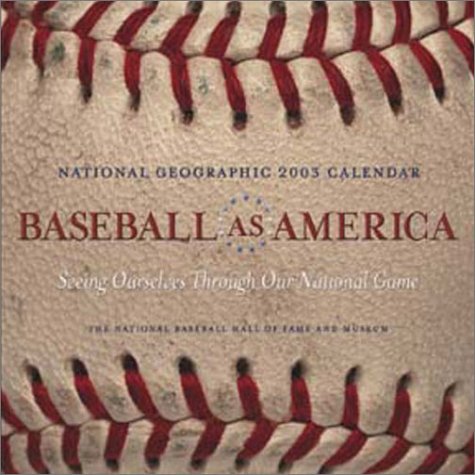 NATIONAL GEOGRAPHIC 2003 CALENDAR
BASEBALL AS AMERICA
Seeing Ourselves Through Our National Game
THE NATIONAL BASEBALL HALL OF FAME AND MUSEUM